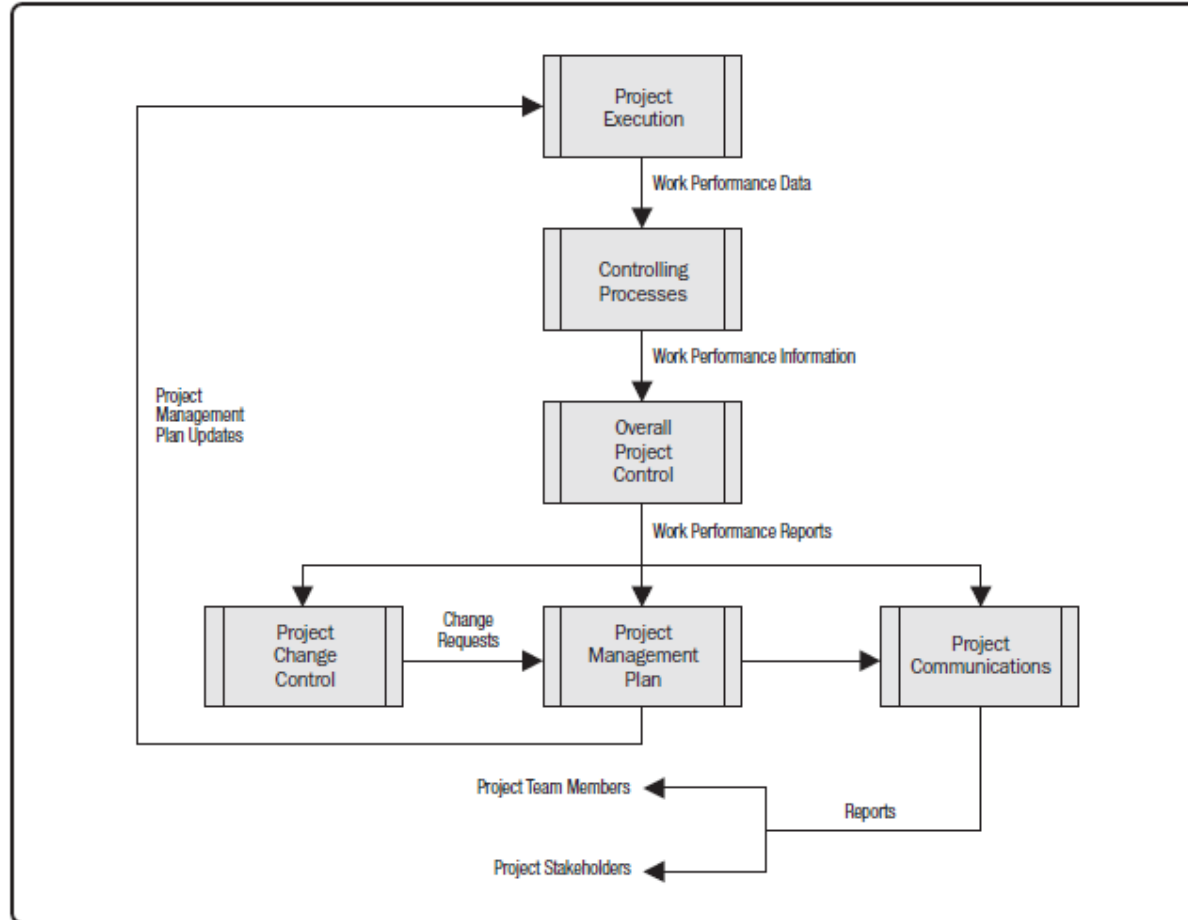 Project
Execution
Work Performance Data
Controlling
Processes
Work Performance Information
Project
Management
Plan Updates
Overall
Project
Control
Work Performance Reports
Project
Change
Control
Change
Requests
Project
Management
Plan
Project
Communications
Project Team Members
Reports
Project Stakeholders